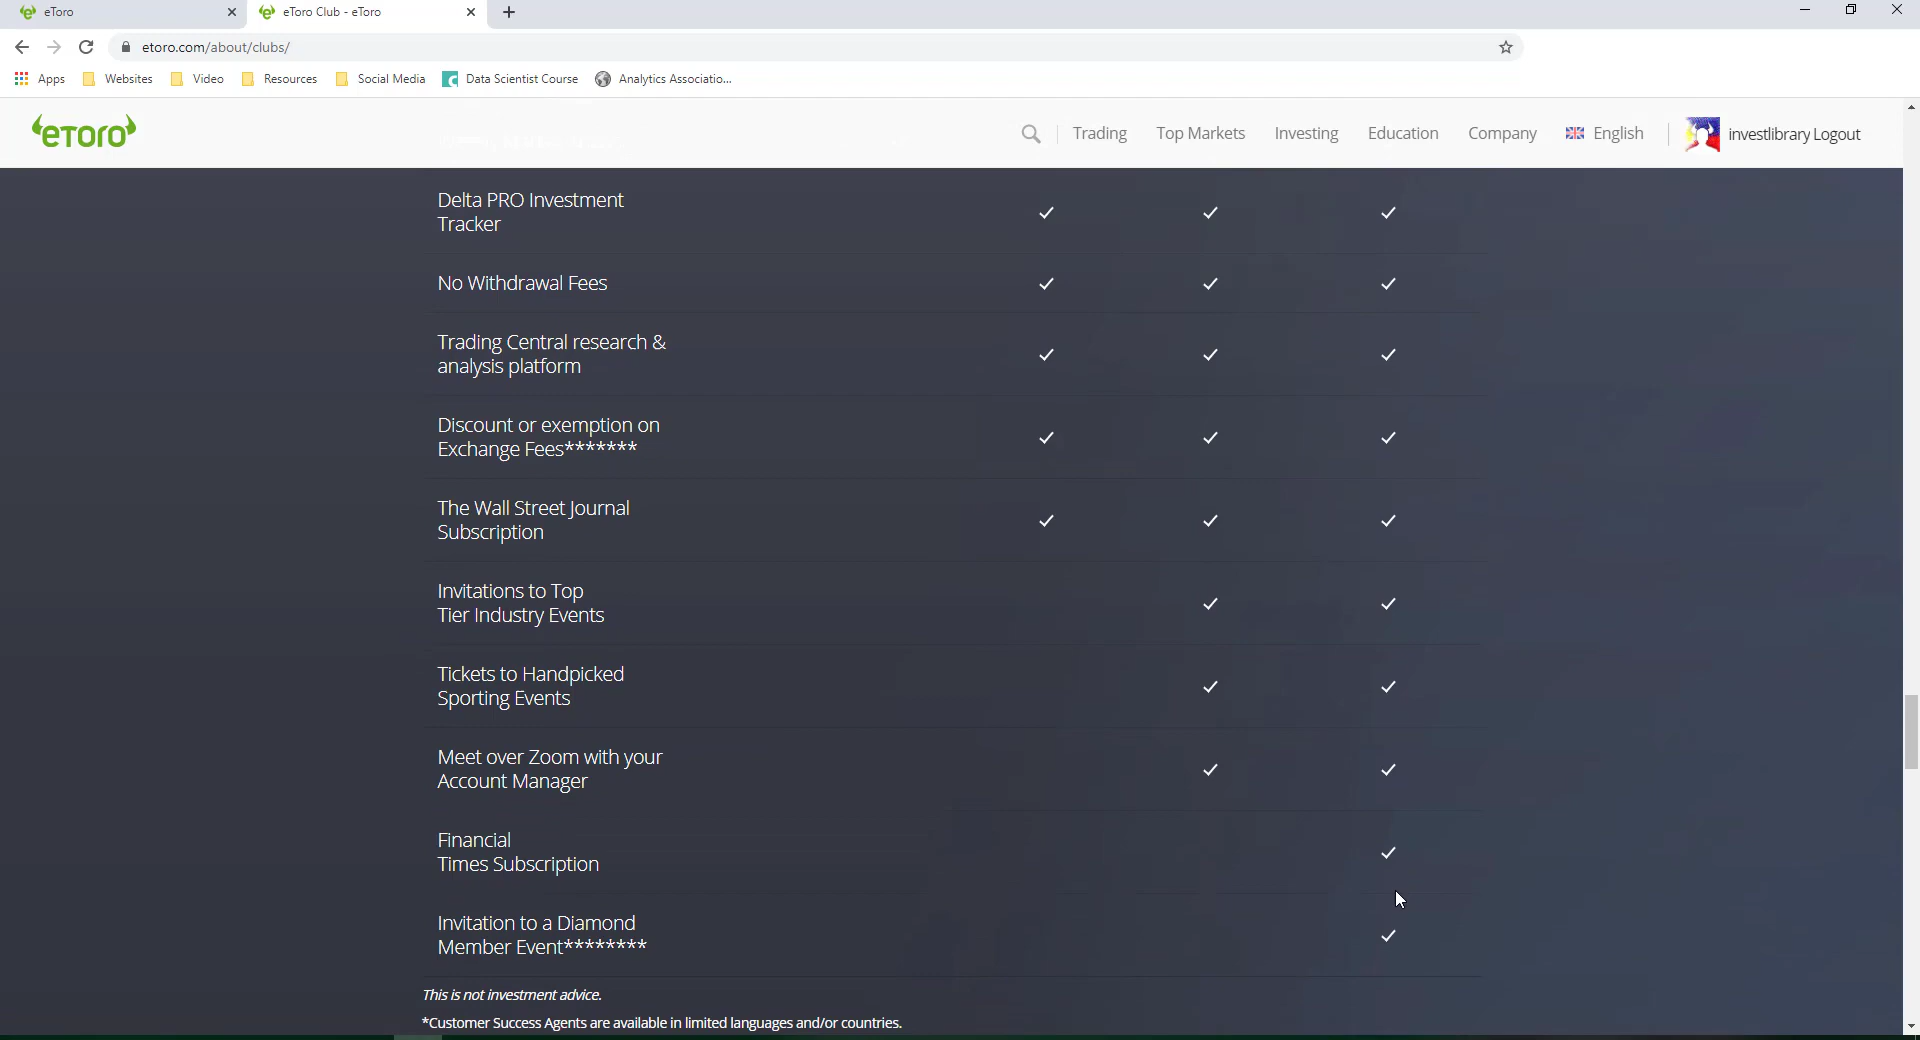 eToro
eToro Club - eToro
etoro.com/about/clubs/
Apps
Websites
Video
Resources
Social Media
Data Scientist Course
Analytics Associatio...
eToro
Trading
Top Markets
Investing
Education
Company
English
investlibrary Logout
Delta PRO Investment
Tracker
No Withdrawal Fees
Trading Central research &
analysis platform
Discount or exemption on
Exchange Fees*******
The Wall Street Journal
Subscription
Invitations to Top
Tier Industry Events
Tickets to Handpicked
Sporting Events
Meet over Zoom with your
Account Manager
Financial
Times Subscription
Invitation to a Diamond
Member Event********
This is not investment advice.
*Customer Success Agents are available in limited languages and/or countries.